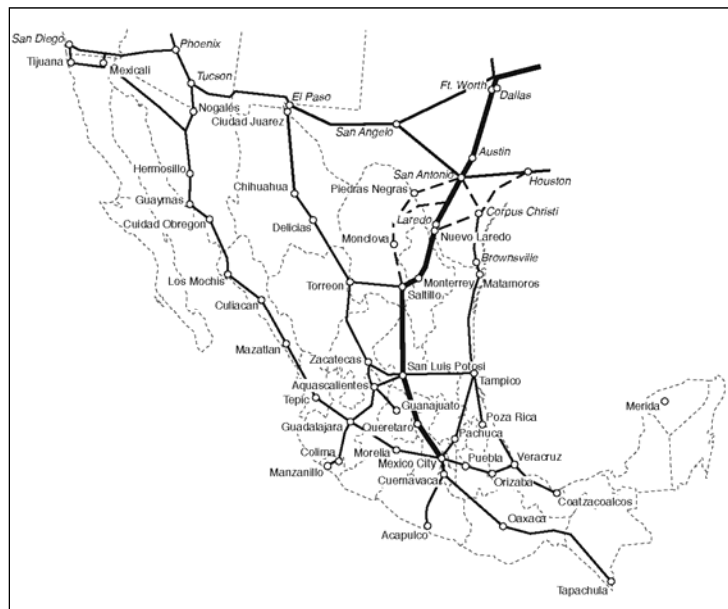 San Diego
Phoenix
Tijuana
Mexicali
Tucson
Ft. Worth
Dallas
El Paso
Nogales
Ciudad Juarez
San Angelo
Austin
San Antonio
Houston
Hermosillo
Piedras Negras
Chihuahua
Guaymas
Laredo
Corpus Christi
Cuidad Obregon
Delicias
Nuevo Laredo
Monclova
Brownsville
Los Mochis
Torreon
Monterrey
Matamoros
Saltillo
Culiacan
Mazatlan
Zacatecas
San Luis Potosi
Tampico
Aquascalientes
Tepic
Guanajuato
Merida
Poza Rica
Guadalajara
Queretaro
Pachuca
Colima
Morella
Mexico City
Puebla
Veracruz
Manzanillo
Cuernavaca
Orizaba
Coatzacoalcos
Acapulco
Oaxaca
Tapachula